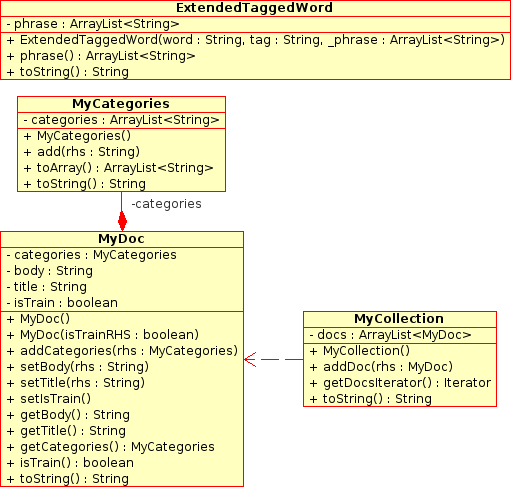 ExtendedTaggedWord
- phrase : ArrayList<String>
+ ExtendedTaggedWord(word : String, tag : String, _phrase : ArrayList<String>)
+ phrase() : ArrayList<String>
+ toString() : String
MyCategories
- categories : ArrayList<String>
+ MyCategories()
+ add(rhs : String)
+ toArray() : ArrayList<String>
+ toString() : String
-categories
MyDoc
- categories : MyCategories
- body : String
- title : String
- isTrain : boolean
+ MyDoc()
+ MyDoc(isTrainRHS : boolean)
+ addCategories(rhs : MyCategories)
+ setBody(rhs : String)
+ setTitle(rhs : String)
+ setIsTrain()
+ getBody() : String
+ getTitle() : String
+ getCategories() : MyCategories
+ isTrain() : boolean
+ toString() : String
MyCollection
- docs : ArrayList<MyDoc>
+ MyCollection()
+ addDoc(rhs : MyDoc)
+ getDocsIterator() : Iterator
+ toString() : String